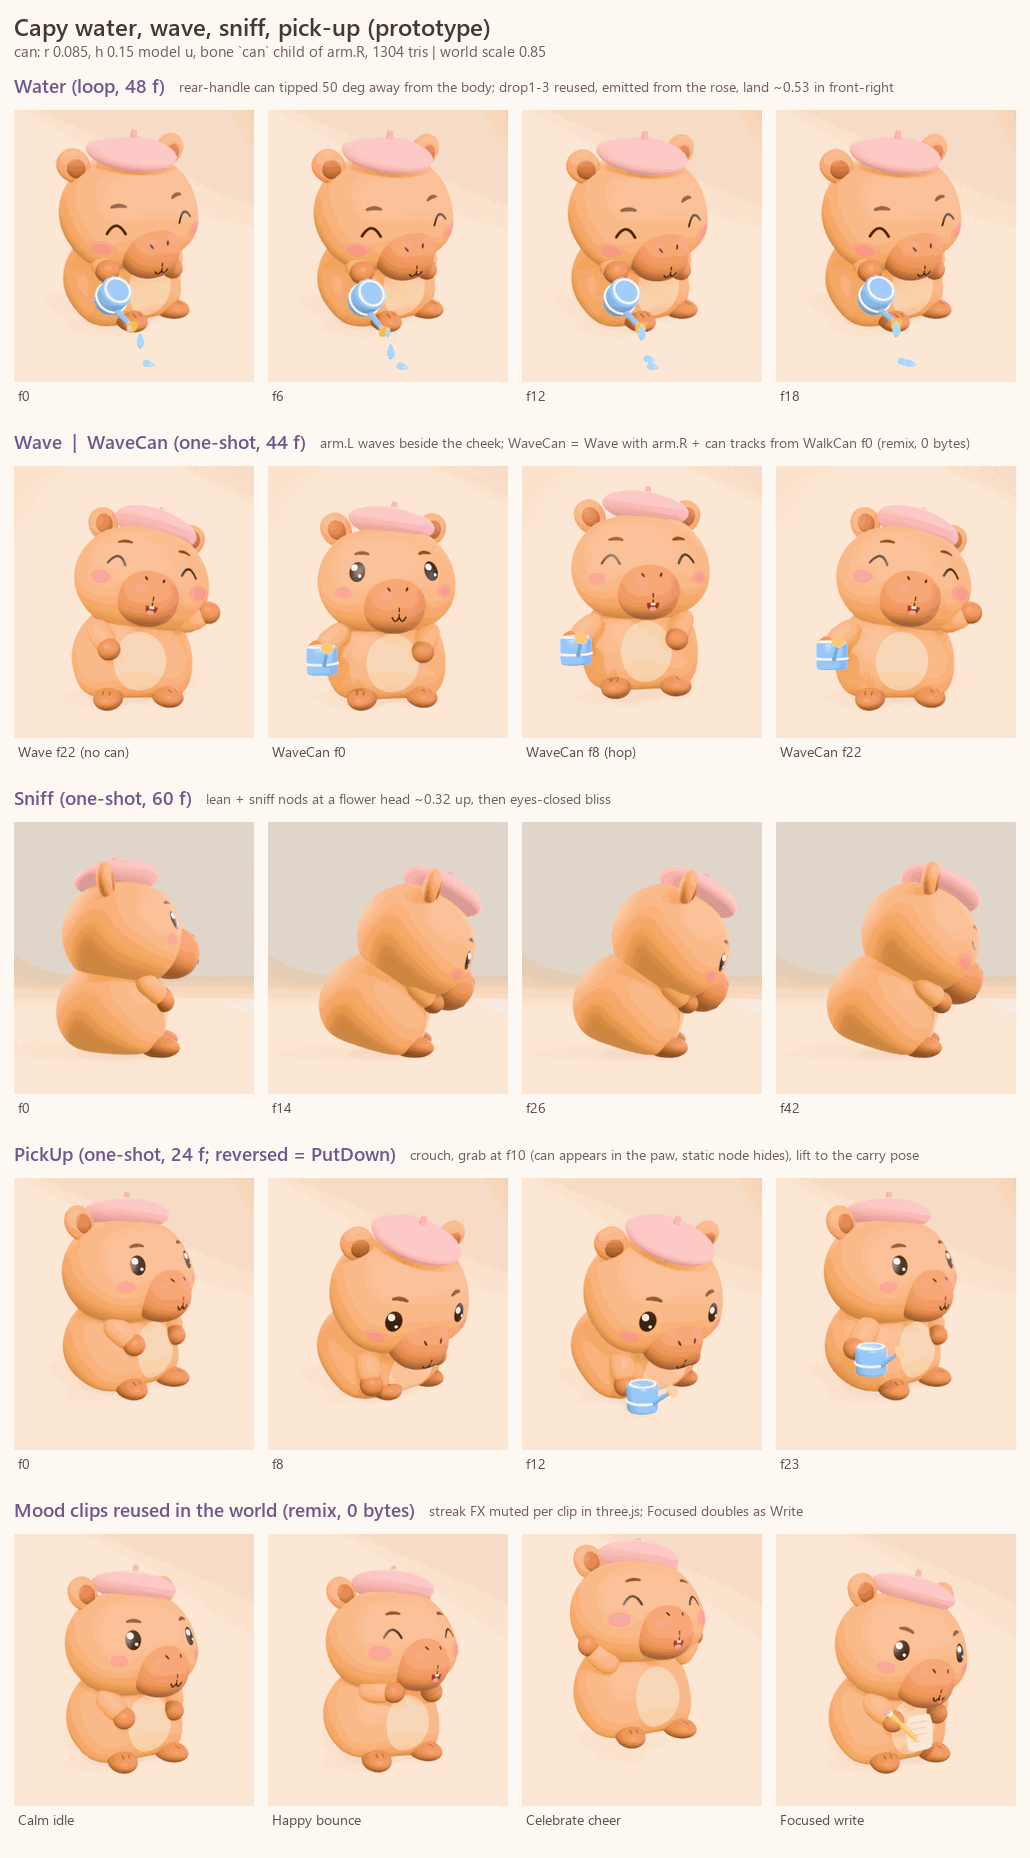 Capy water, wave, sniff, pick-up (prototype)
can: r 0.085, h 0.15 model u, bone `can` child of arm.R, 1304 tris | world scale 0.85
Water (loop, 48 f) rear-handle can tipped 50 deg away from the body; drop1-3 reused, emitted from the rose, land ~0.53 in front-right
f0 f6 f12 f18
Wave | WaveCan (one-shot, 44 f) arm.L waves beside the cheek; WaveCan = Wave with arm.R + can tracks from WalkCan f0 (remix, 0 bytes)
Wave f22 (no can) WaveCan f0 WaveCan f8 (hop) WaveCan f22
Sniff (one-shot, 60 f) lean + sniff nods at a flower head ~0.32 up, then eyes-closed bliss
f0 f14 f26 f42
PickUp (one-shot, 24 f; reversed = PutDown) crouch, grab at f10 (can appears in the paw, static node hides), lift to the carry pose
f0 f8 f12 f23
Mood clips reused in the world (remix, 0 bytes) streak FX muted per clip in three.js; Focused doubles as Write
Calm idle Happy bounce Celebrate cheer Focused write